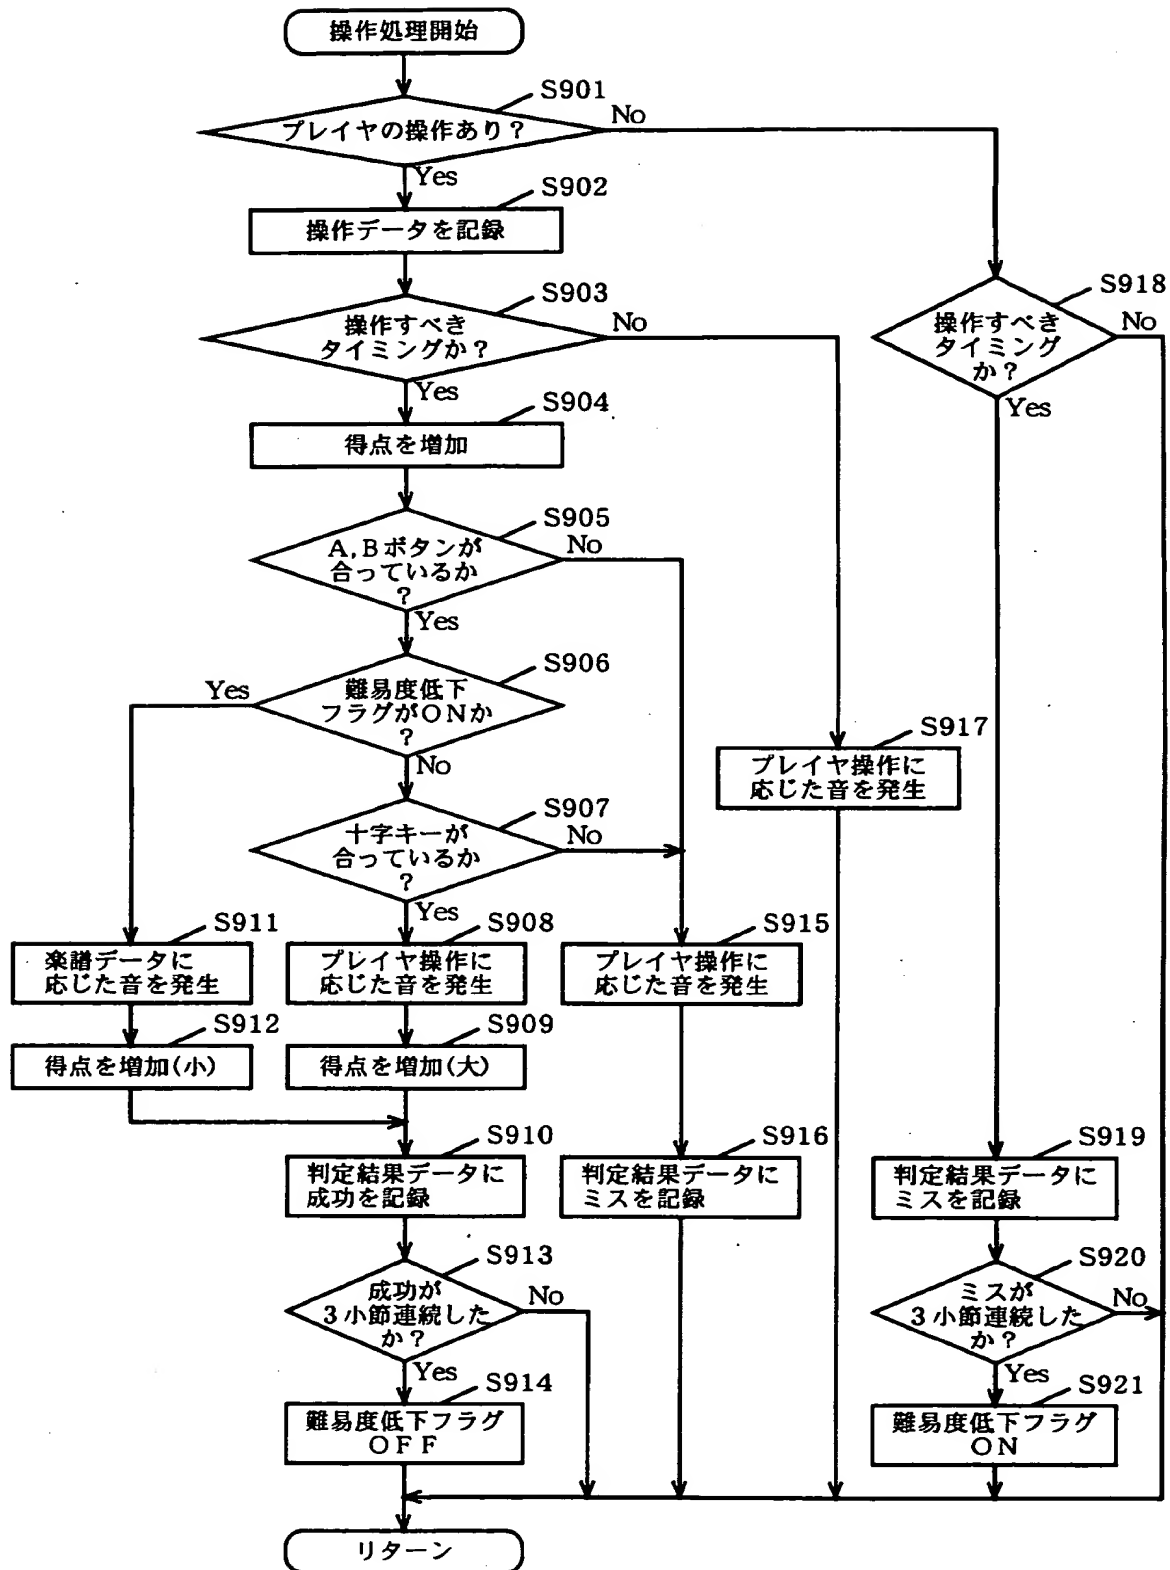 操作処理開始
S901
プレイヤの操作あり?
No
Yes
S902
操作データを記録
S903
操作すべき
タイミングか?
No
Yes
S918
操作すべき
タイミング
か?
No
Yes
S904
得点を増加
S905
A,Bボタンが
合っているか
?
No
Yes
S906
難易度低下
フラグがONか
?
Yes
No
S917
プレイヤ操作に
応じた音を発生
S907
十字キーが
合っているか
?
No
Yes
S911
楽譜データに
応じた音を発生
S908
プレイヤ操作に
応じた音を発生
S915
プレイヤ操作に
応じた音を発生
S912
得点を増加(小)
S909
得点を増加(大)
S910
判定結果データに
成功を記録
S916
判定結果データに
ミスを記録
S919
判定結果データに
ミスを記録
S913
成功が
3小節連続した
か?
No
Yes
S920
ミスが
3小節連続した
か?
No
Yes
S914
難易度低下フラグ
OFF
S921
難易度低下フラグ
ON
リターン